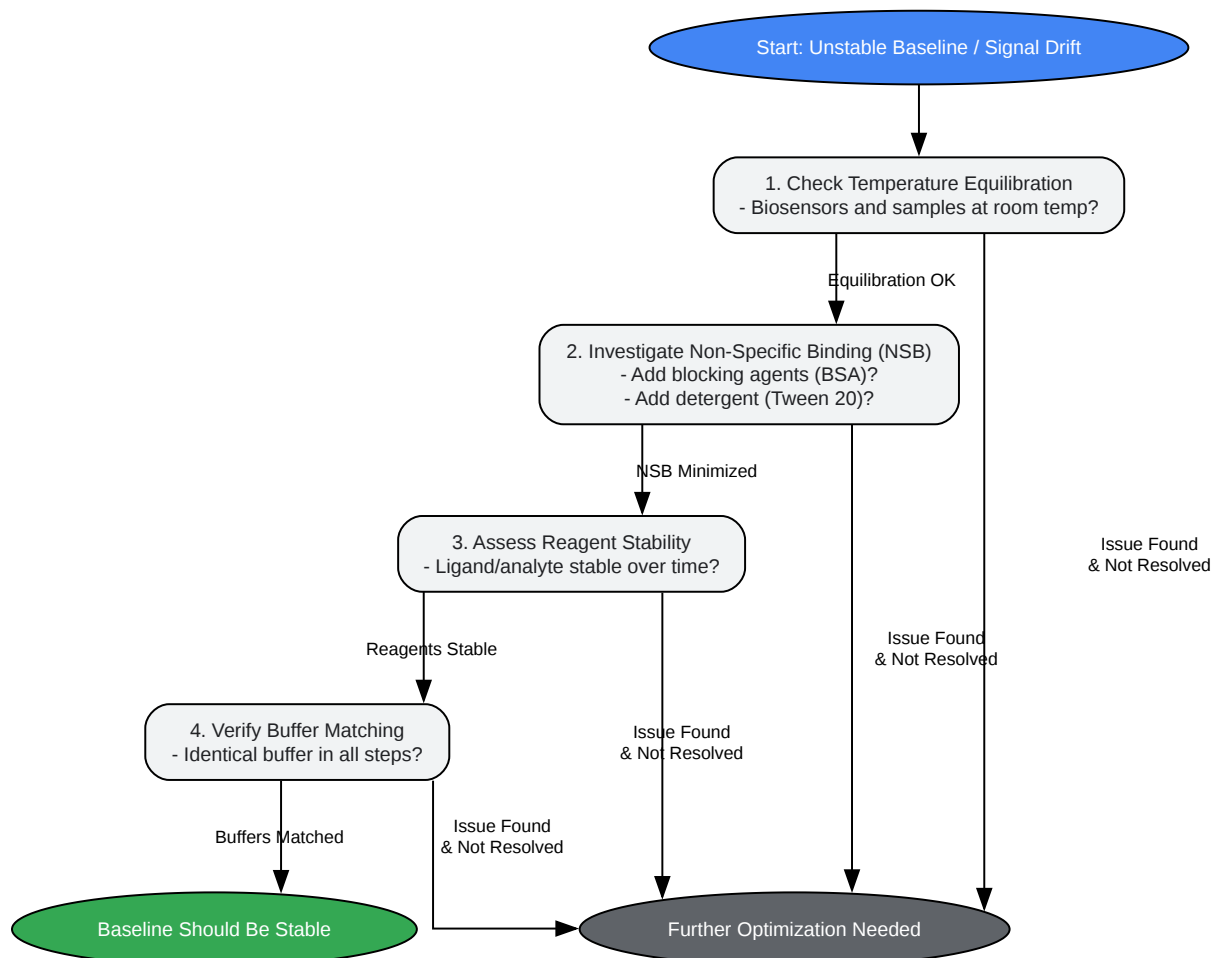 Start: Unstable Baseline / Signal Drift
1. Check Temperature Equilibration
- Biosensors and samples at room temp?
Equilibration OK
2. Investigate Non-Specific Binding (NSB)
- Add blocking agents (BSA)?
- Add detergent (Tween 20)?
NSB Minimized
3. Assess Reagent Stability
- Ligand/analyte stable over time?
Issue Found
& Not Resolved
Issue Found
& Not Resolved
Reagents Stable
4. Verify Buffer Matching
- Identical buffer in all steps?
Issue Found
& Not Resolved
Buffers Matched
Issue Found
& Not Resolved
Baseline Should Be Stable
Further Optimization Needed